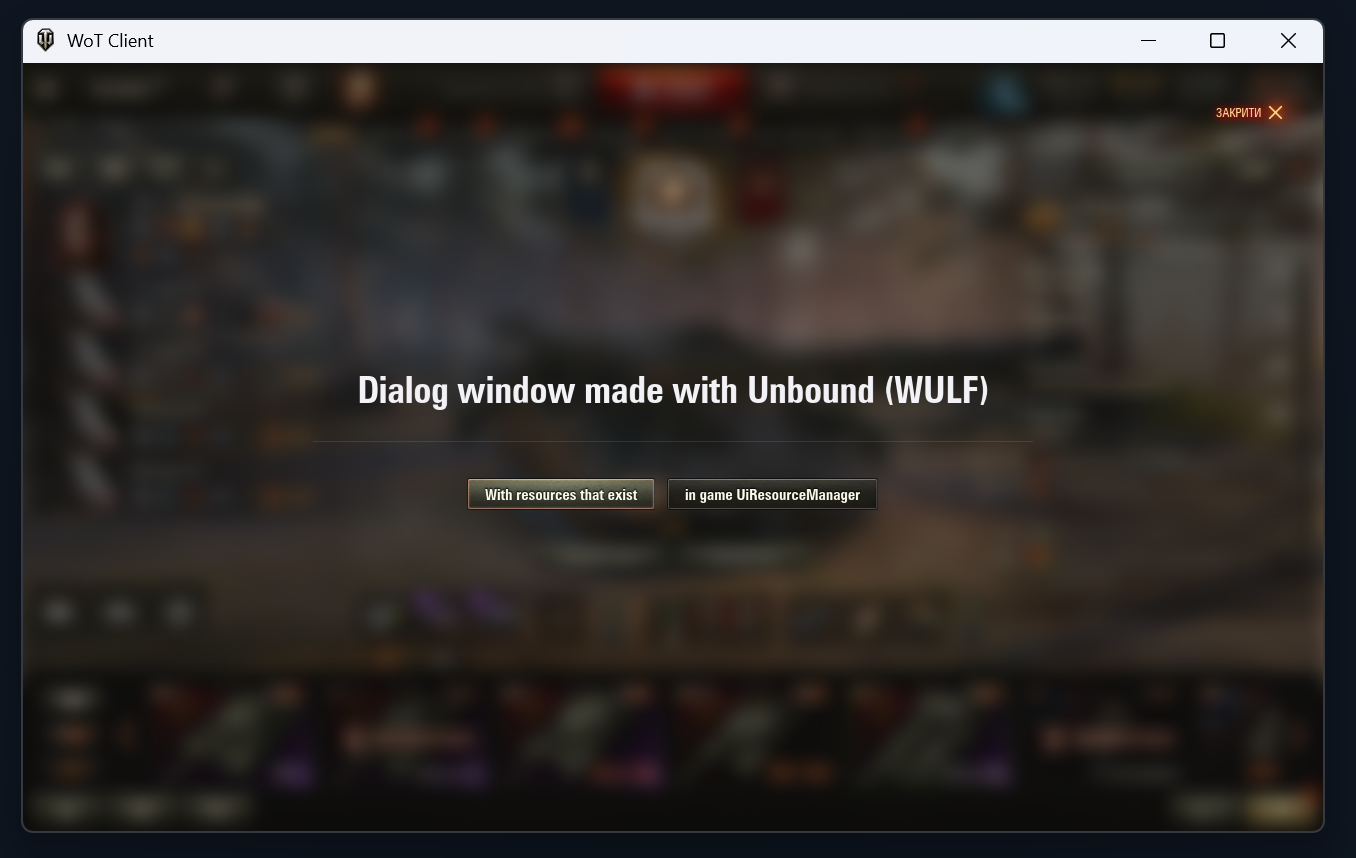 WoT Client
ЗАКРИТИ
Dialog window made with Unbound (WULF)
With resources that exist
in game UiResourceManager